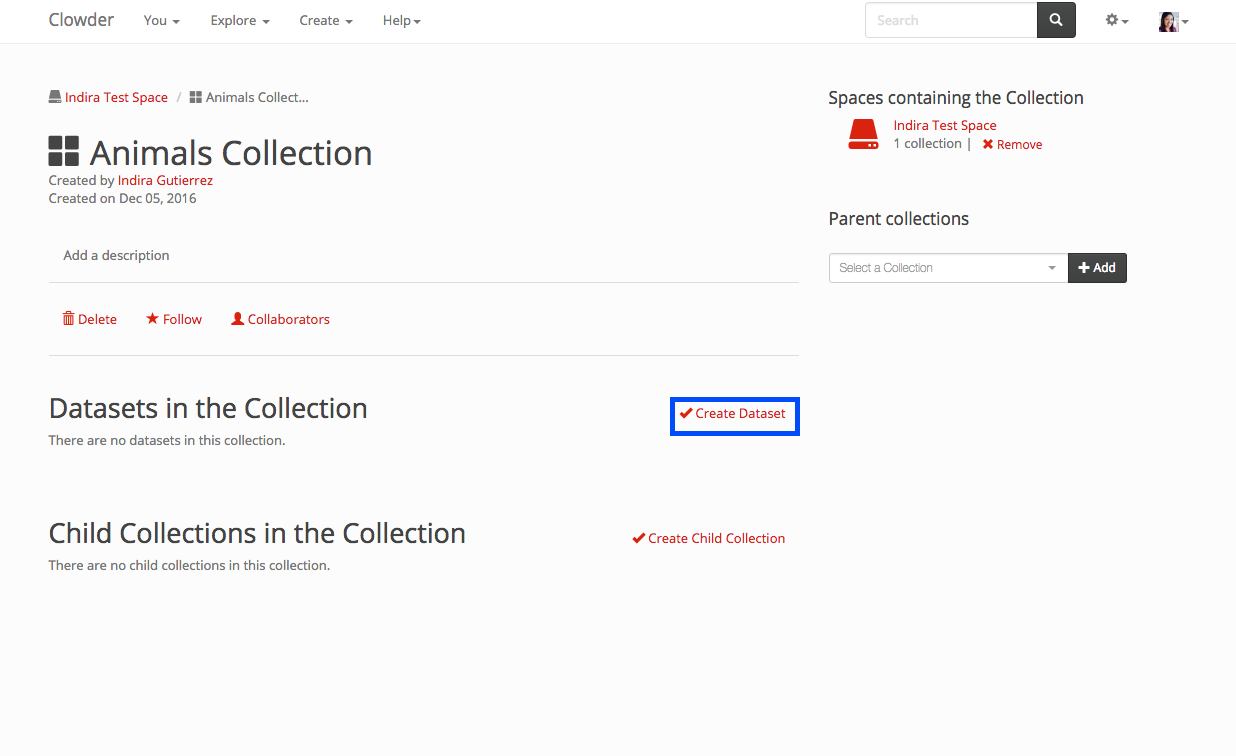 Clowder You Explore Create Help Search
Indira Test Space / Animals Collect...
Animals Collection
Created by Indira Gutierrez
Created on Dec 05, 2016
Add a description
Delete Follow Collaborators
Datasets in the Collection
Create Dataset
There are no datasets in this collection.
Child Collections in the Collection
Create Child Collection
There are no child collections in this collection.
Spaces containing the Collection
Indira Test Space
1 collection | Remove
Parent collections
Select a Collection Add